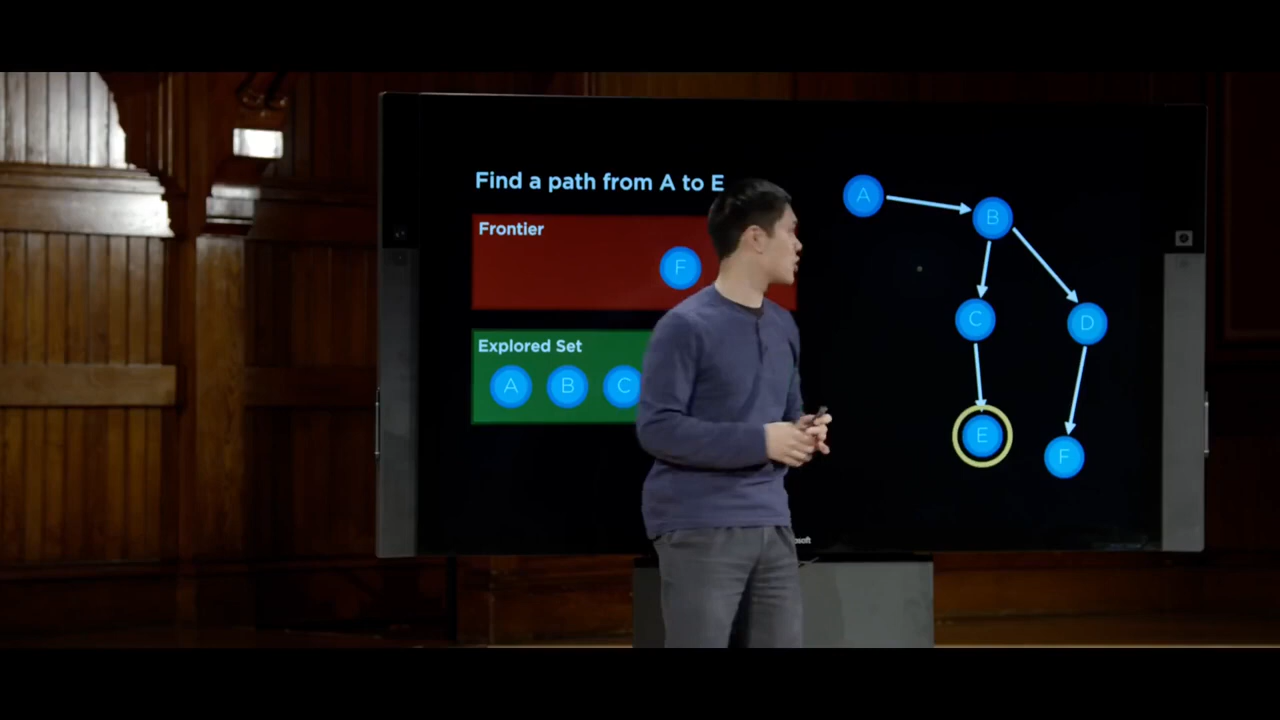 Find a path from A to E
Frontier
F
Explored Set
A B C
A
B
C
D
E
F